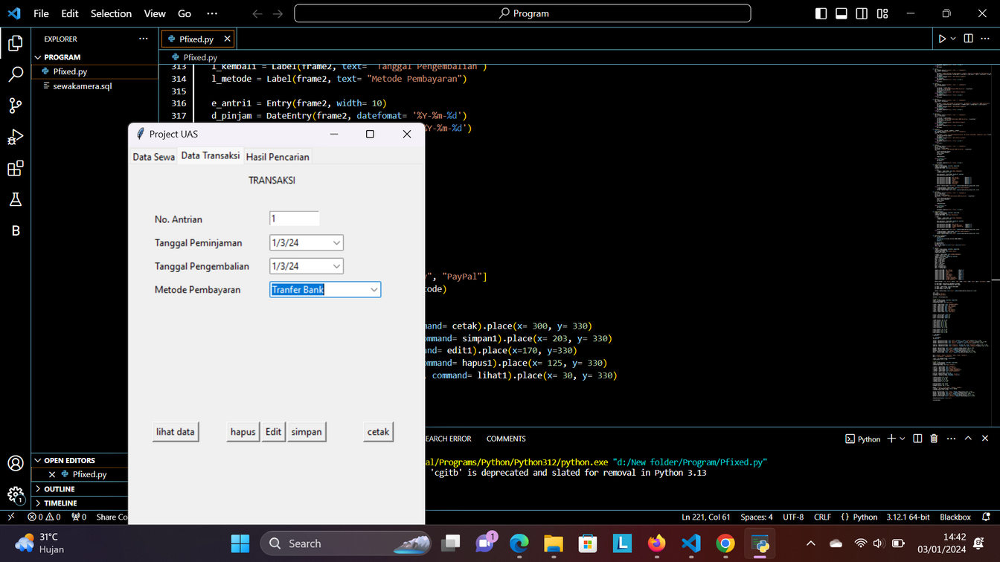 File Edit Selection View Go ··· Program
EXPLORER ···
PROGRAM
Pfixed.py
sewakamera.sql
Pfixed.py
Pfixed.py
313 l_kembali = Label(frame2, text= "Tanggal Pengembalian")
314 l_metode = Label(frame2, text= "Metode Pembayaran")
315
316 e_antri1 = Entry(frame2, width= 10)
317 d_pinjam = DateEntry(frame2, datefomat= '%Y-%m-%d')
%Y-%m-%d')
", "PayPal"]
tode)
mand= cetak).place(x= 300, y= 330)
ommand= simpan1).place(x= 203, y= 330)
nd= edit1).place(x=170, y=330)
ommand= hapus1).place(x= 125, y= 330)
, command= lihat1).place(x= 30, y= 330)
Project UAS
Data Sewa Data Transaksi Hasil Pencarian
TRANSAKSI
No. Antrian 1
Tanggal Peminjaman 1/3/24
Tanggal Pengembalian 1/3/24
Metode Pembayaran Tranfer Bank
lihat data hapus Edit simpan cetak
EARCH ERROR COMMENTS
Python
al/Programs/Python/Python312/python.exe "d:/New folder/Program/Pfixed.py"
'cgitb' is deprecated and slated for removal in Python 3.13
OPEN EDITORS
Pfixed.py
OUTLINE
TIMELINE
B
1
0 0 0 Share Co
Ln 221, Col 61 Spaces: 4 UTF-8 CRLF {} Python 3.12.1 64-bit Blackbox
31°C
Hujan
Search
1
L
14:42
03/01/2024